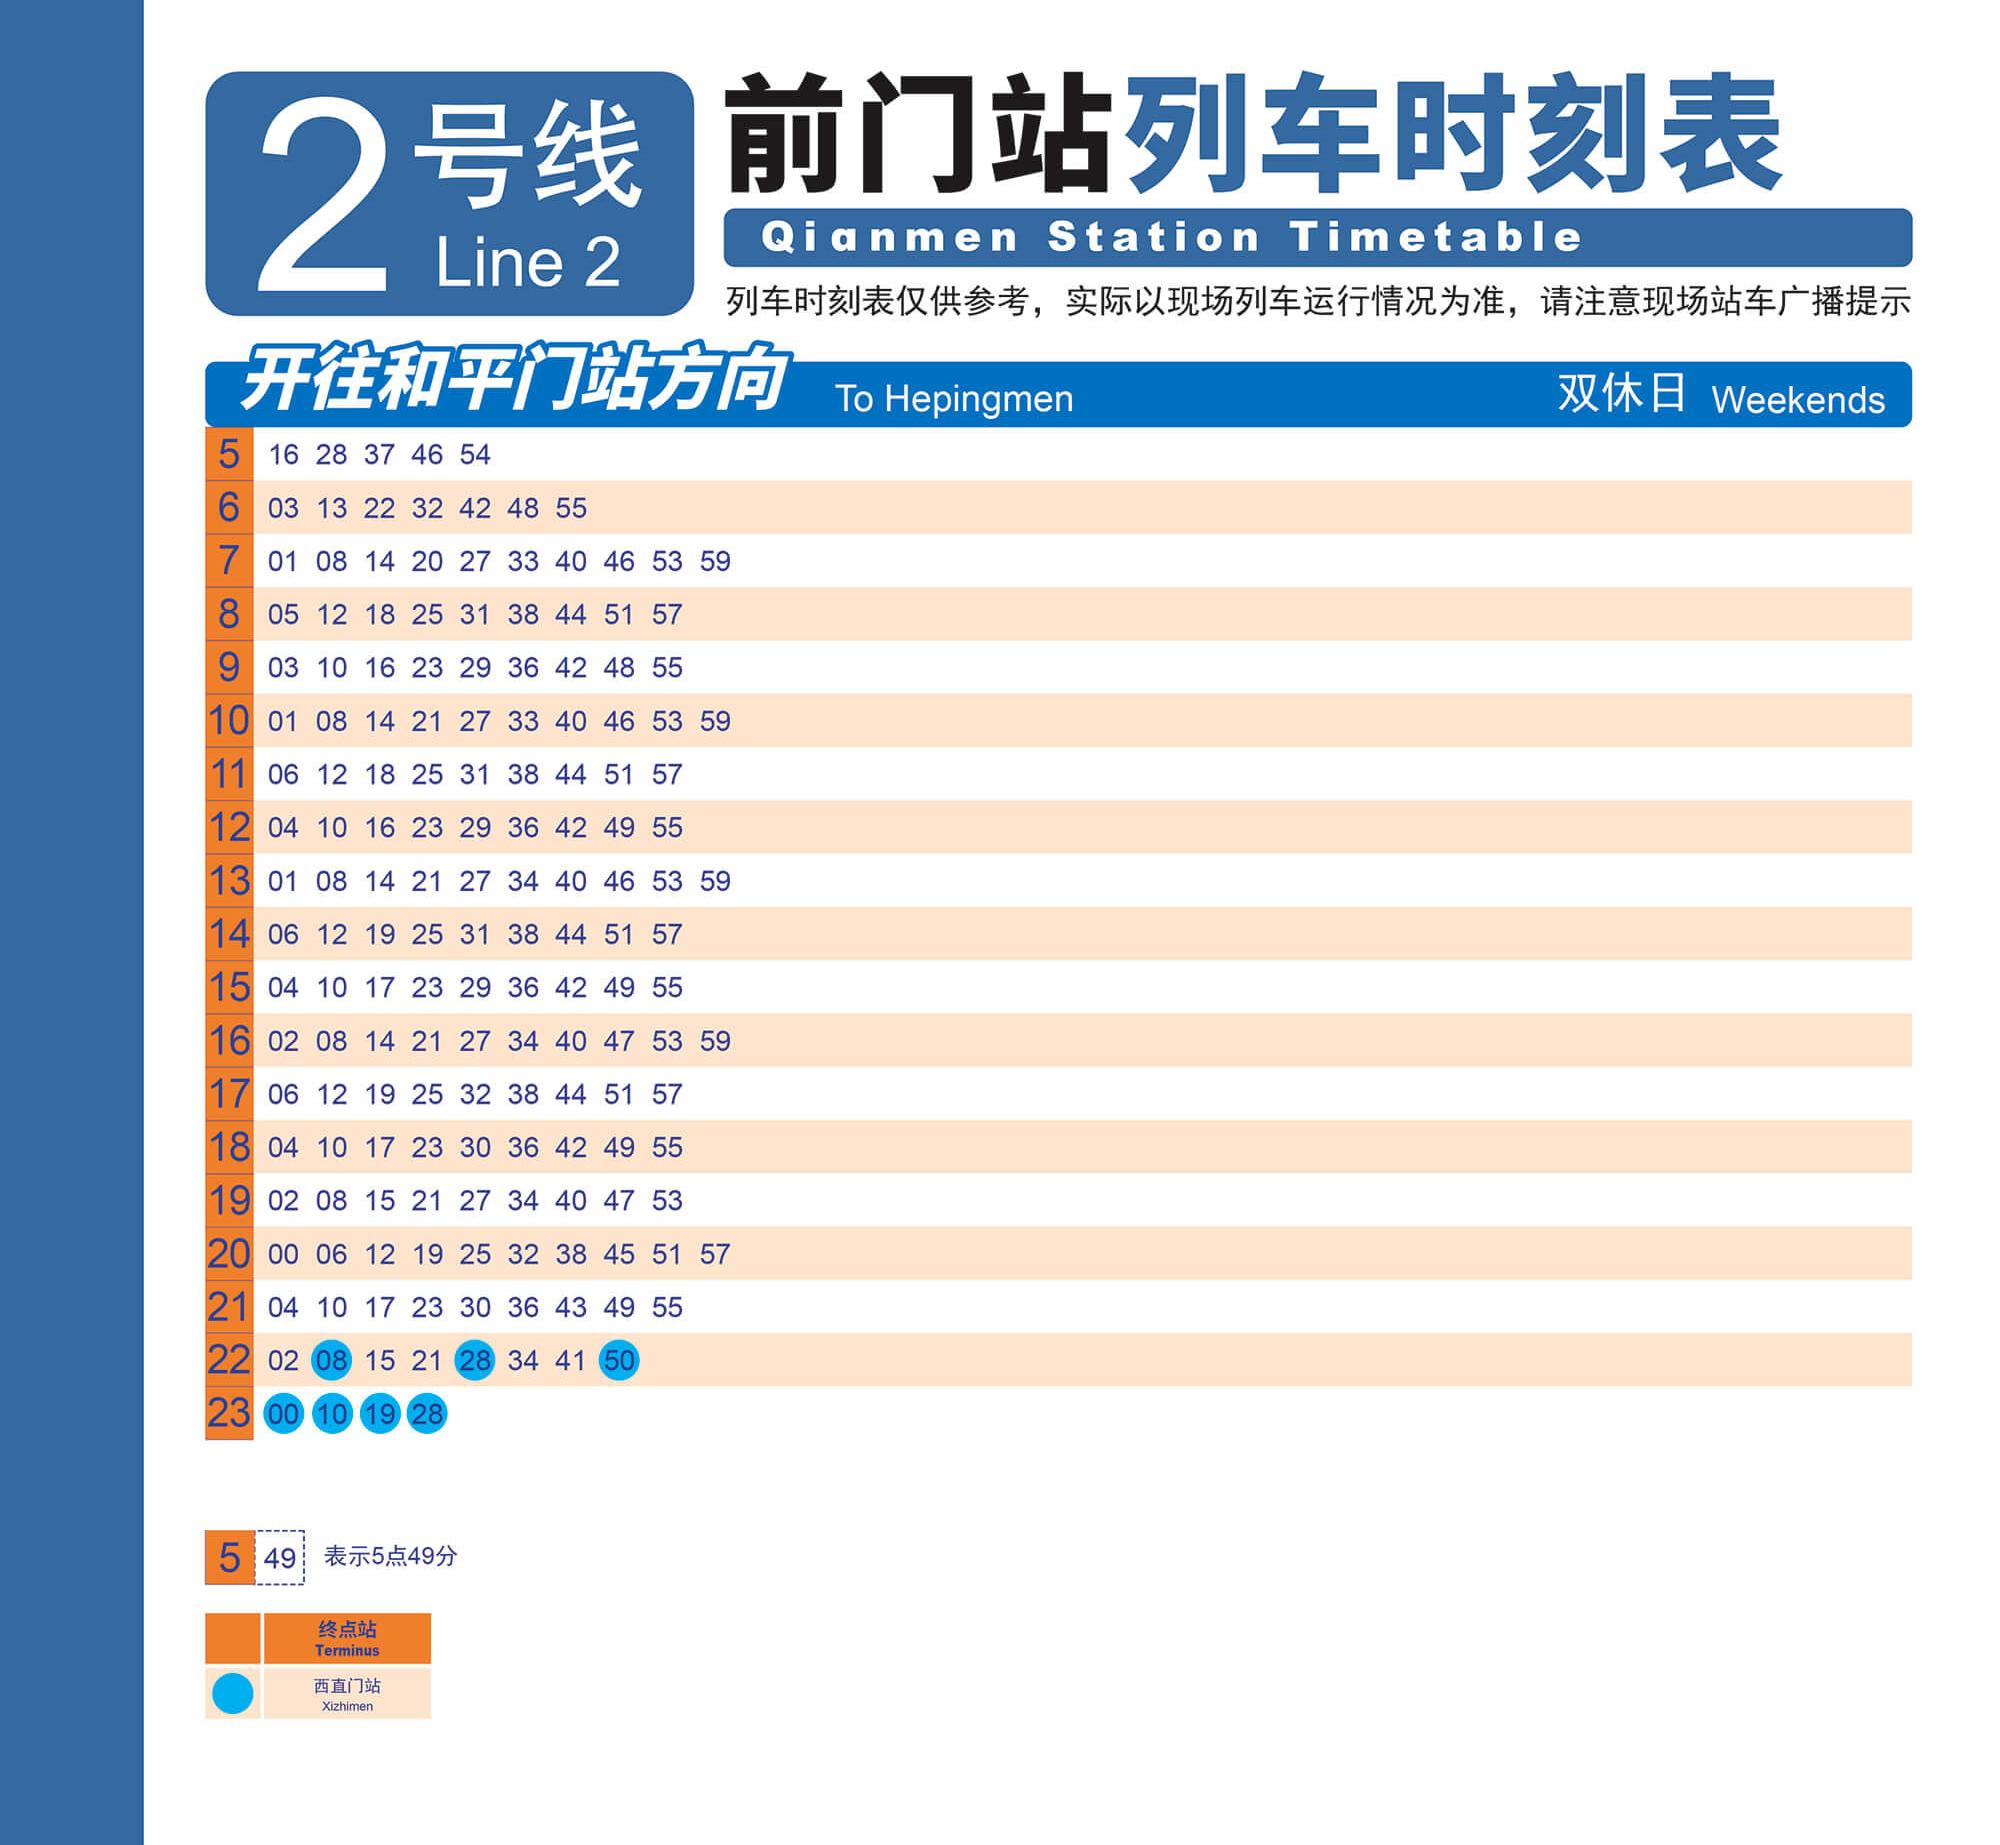 2号线
Line 2
前门站列车时刻表
Qianmen Station Timetable
列车时刻表仅供参考，实际以现场列车运行情况为准，请注意现场站车广播提示
开往和平门站方向 To Hepingmen 双休日 Weekends
5 16 28 37 46 54
6 03 13 22 32 42 48 55
7 01 08 14 20 27 33 40 46 53 59
8 05 12 18 25 31 38 44 51 57
9 03 10 16 23 29 36 42 48 55
10 01 08 14 21 27 33 40 46 53 59
11 06 12 18 25 31 38 44 51 57
12 04 10 16 23 29 36 42 49 55
13 01 08 14 21 27 34 40 46 53 59
14 06 12 19 25 31 38 44 51 57
15 04 10 17 23 29 36 42 49 55
16 02 08 14 21 27 34 40 47 53 59
17 06 12 19 25 32 38 44 51 57
18 04 10 17 23 30 36 42 49 55
19 02 08 15 21 27 34 40 47 53
20 00 06 12 19 25 32 38 45 51 57
21 04 10 17 23 30 36 43 49 55
22 02 08 15 21 28 34 41 50
23 00 10 19 28
5 49 表示5点49分
终点站
Terminus
西直门站
Xizhimen